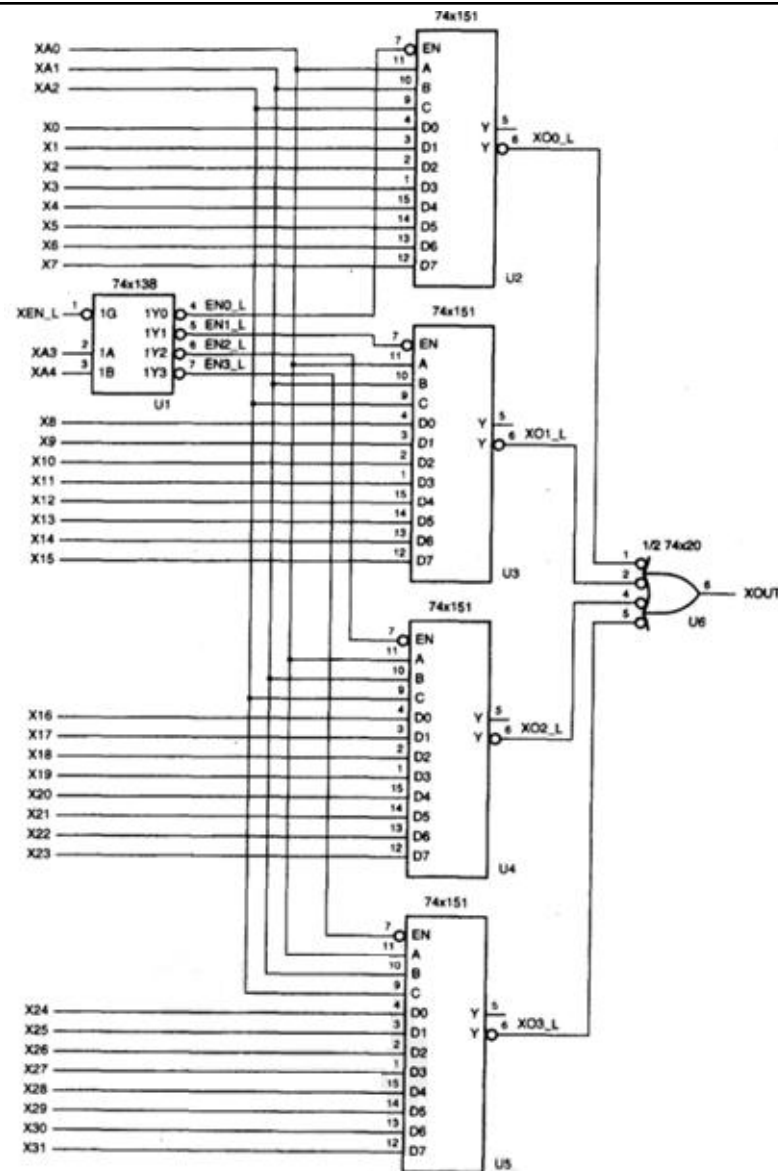 74x151
XA0
XA1
XA2
X0
X1
X2
X3
X4
X5
X6
X7
7 EN
11 A
10 B
9 C
4 D0
3 D1
2 D2
1 D3
15 D4
14 D5
13 D6
12 D7
Y 5
Y 6 XO0_L
U2
74x138
XEN_L 1 1G 1Y0 4 EN0_L
1Y1 5 EN1_L
XA3 2 1A 1Y2 6 EN2_L
XA4 3 1B 1Y3 7 EN3_L
U1
74x151
X8
X9
X10
X11
X12
X13
X14
X15
7 EN
11 A
10 B
9 C
4 D0
3 D1
2 D2
1 D3
15 D4
14 D5
13 D6
12 D7
Y 5
Y 6 XO1_L
U3
1/2 74x20
1
2
4
5
6 XOUT
U6
74x151
X16
X17
X18
X19
X20
X21
X22
X23
7 EN
11 A
10 B
9 C
4 D0
3 D1
2 D2
1 D3
15 D4
14 D5
13 D6
12 D7
Y 5
Y 6 XO2_L
U4
74x151
X24
X25
X26
X27
X28
X29
X30
X31
7 EN
11 A
10 B
9 C
4 D0
3 D1
2 D2
1 D3
15 D4
14 D5
13 D6
12 D7
Y 5
Y 6 XO3_L
U5